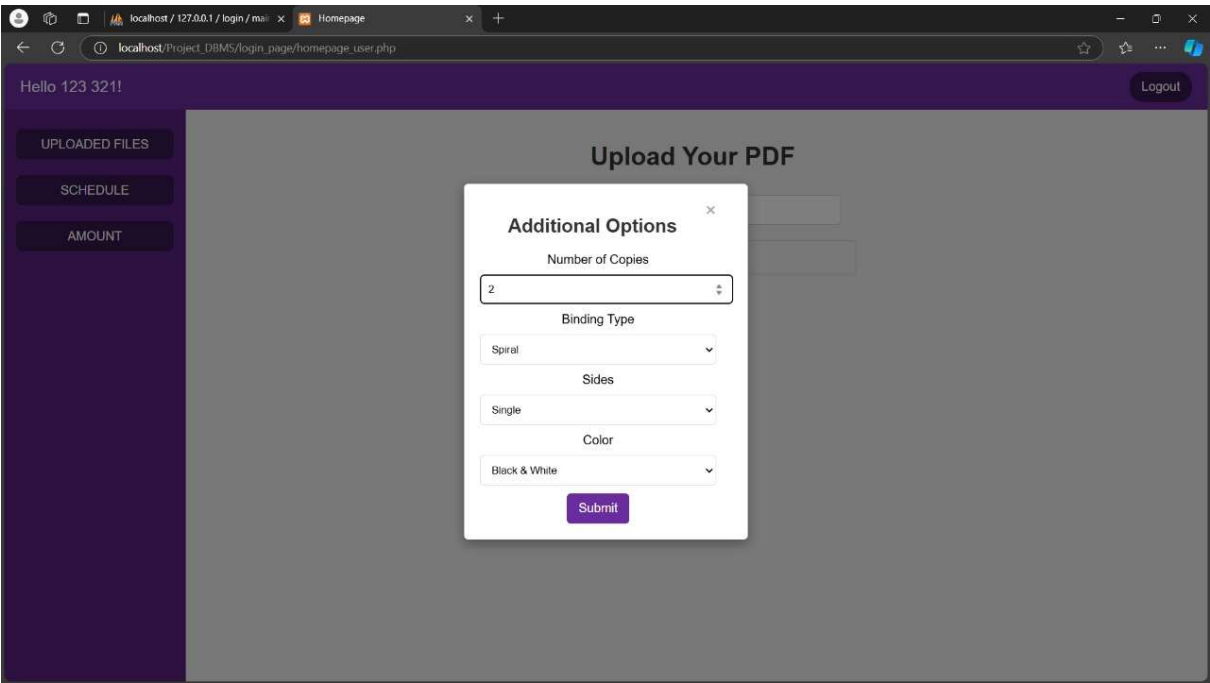 localhost / 127.0.0.1 / login / mai
Homepage
localhost/Project_DBMS/login_page/homepage_user.php
Hello 123 321!
Logout
UPLOADED FILES
SCHEDULE
AMOUNT
Upload Your PDF
×
Additional Options
Number of Copies
2
Binding Type
Spiral
Sides
Single
Color
Black & White
Submit